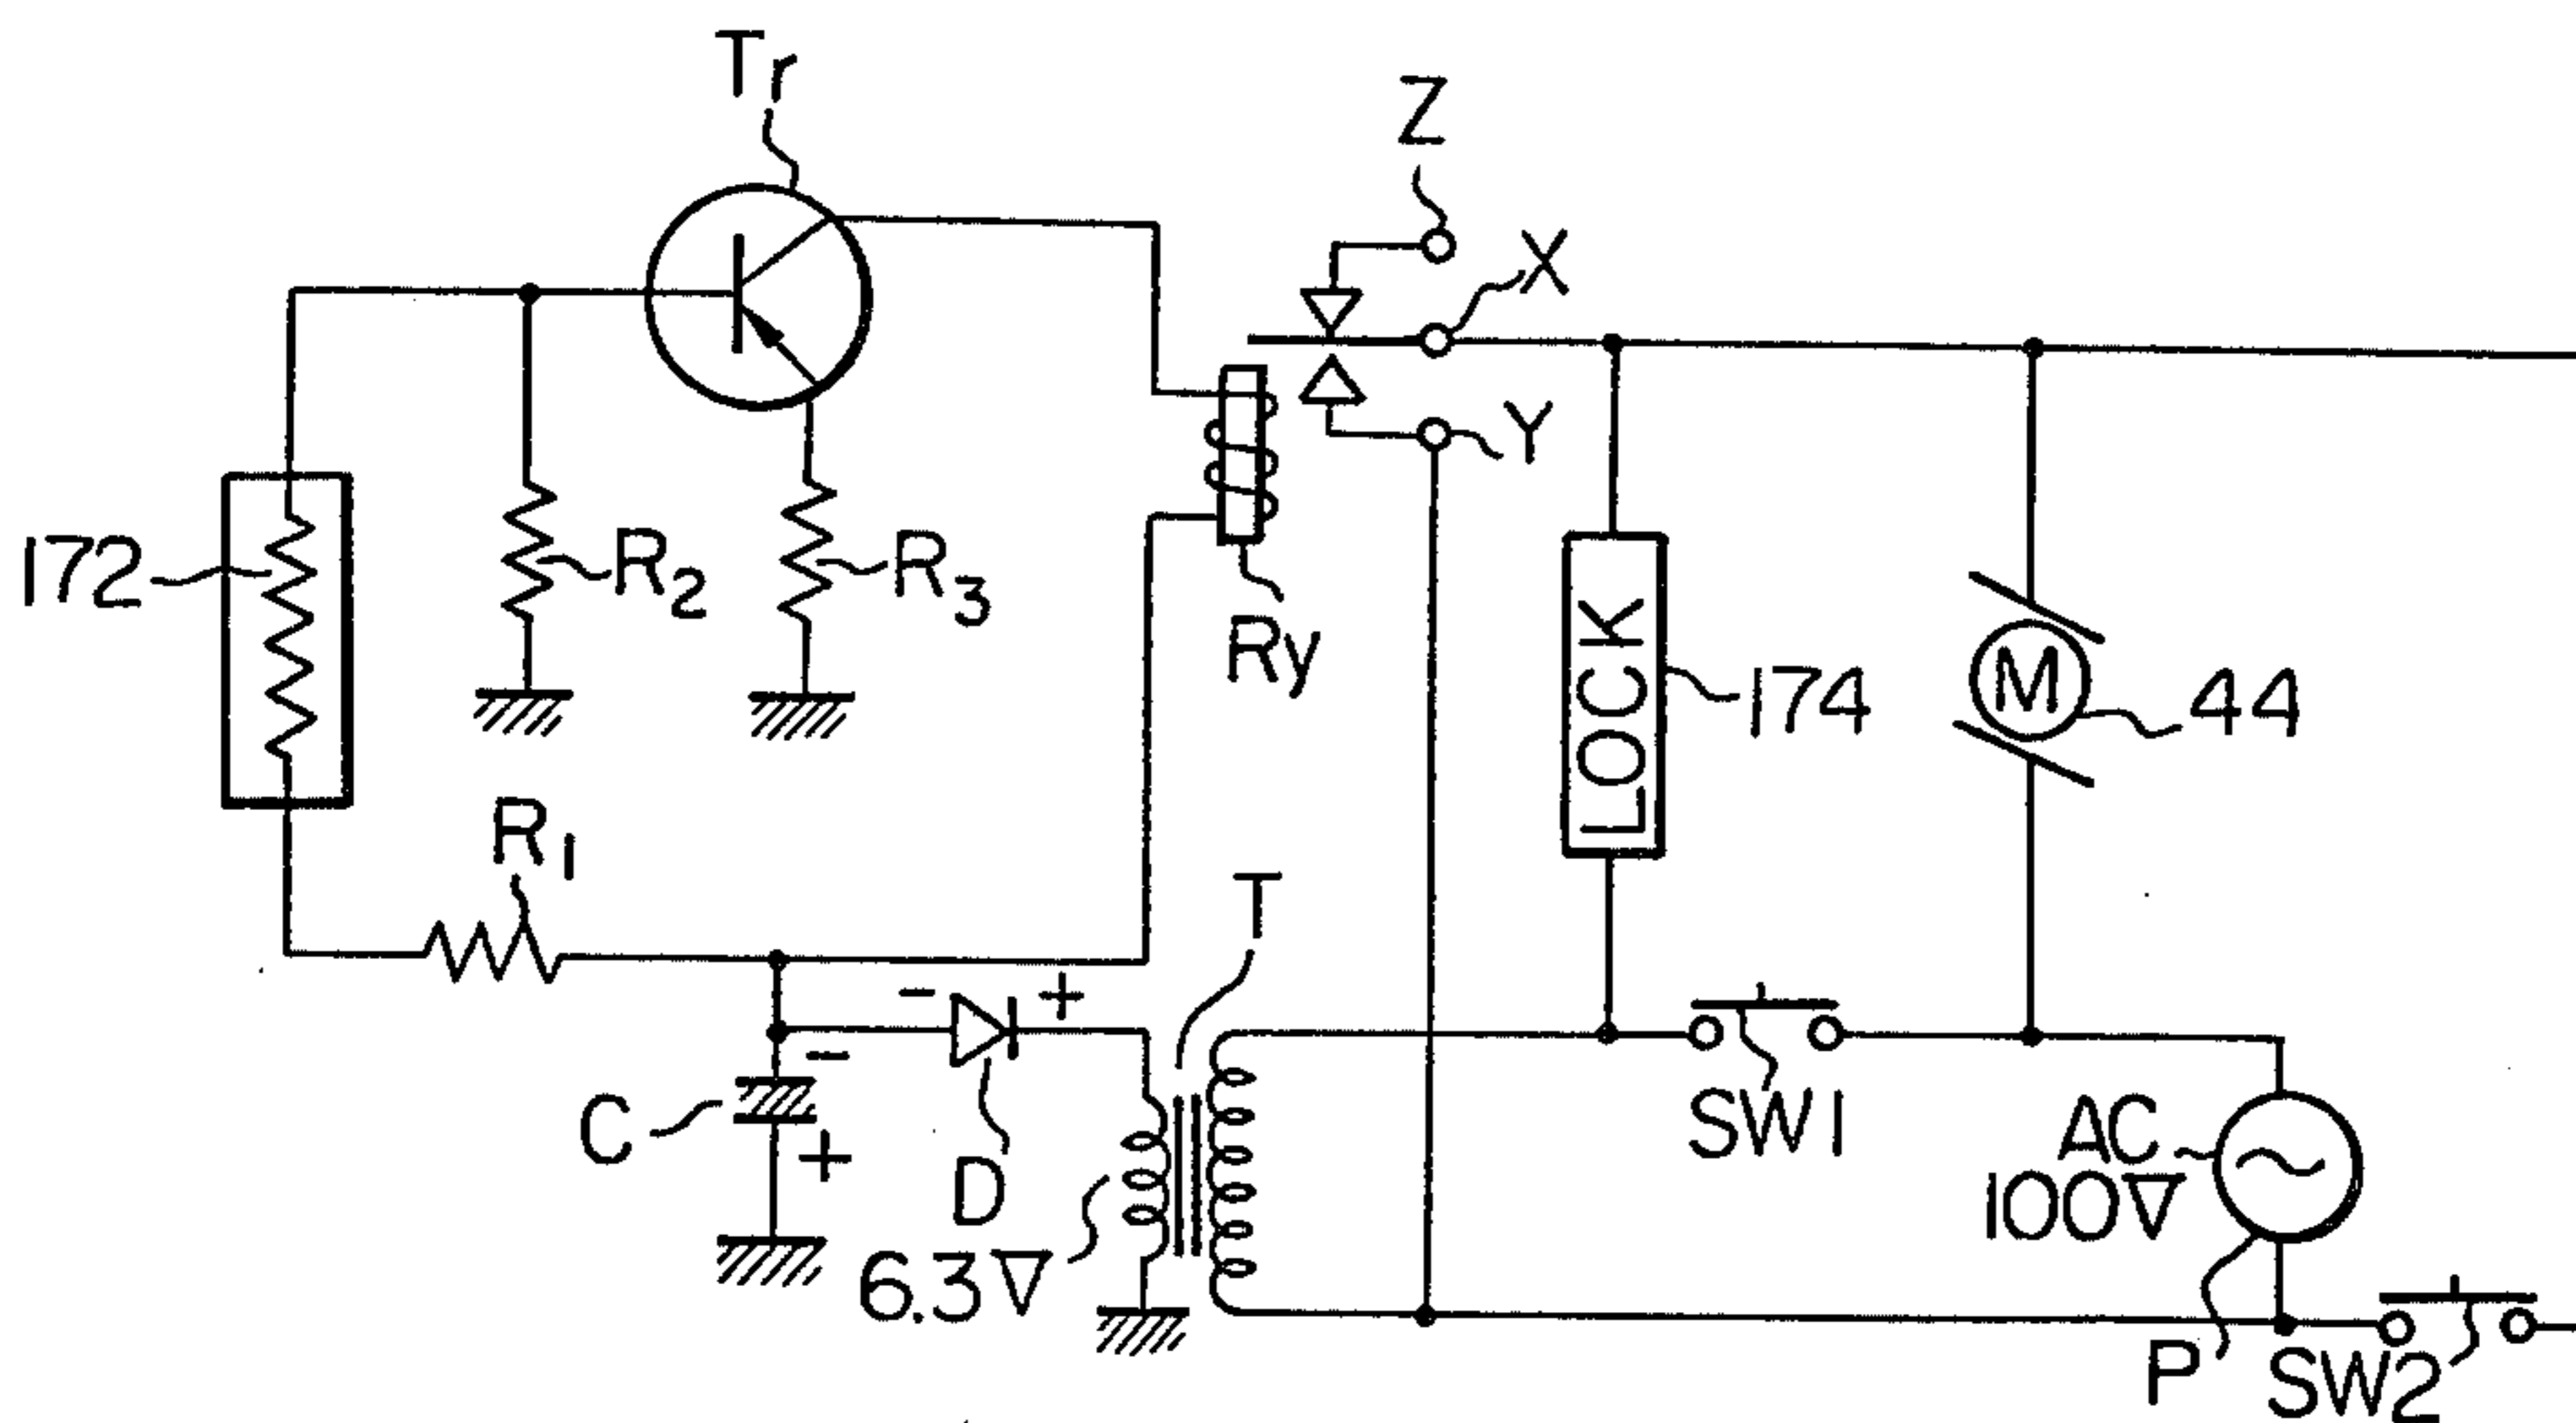 Tr
Z
X
Y
172
R2
R3
Ry
LOCK
174
M
44
R1
T
-
+
-
C
+
D
6.3V
SW1
AC
100V
P
SW2